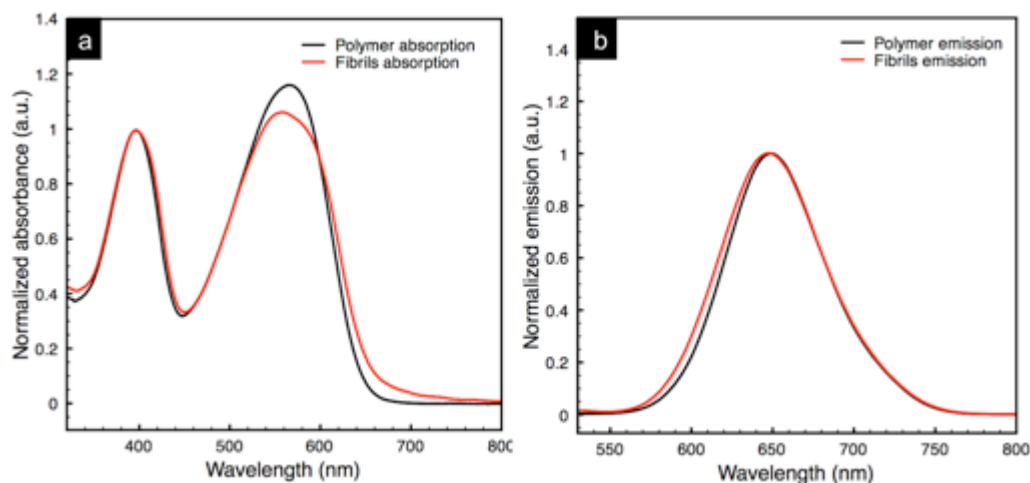 a
Polymer absorption
Fibrils absorption
Normalized absorbance (a.u.)
1.4
1.2
1
0.8
0.6
0.4
0.2
0
400
500
600
700
800
Wavelength (nm)
b
Polymer emission
Fibrils emission
Normalized emission (a.u.)
1.4
1.2
1
0.8
0.6
0.4
0.2
0
550
600
650
700
750
800
Wavelength (nm)